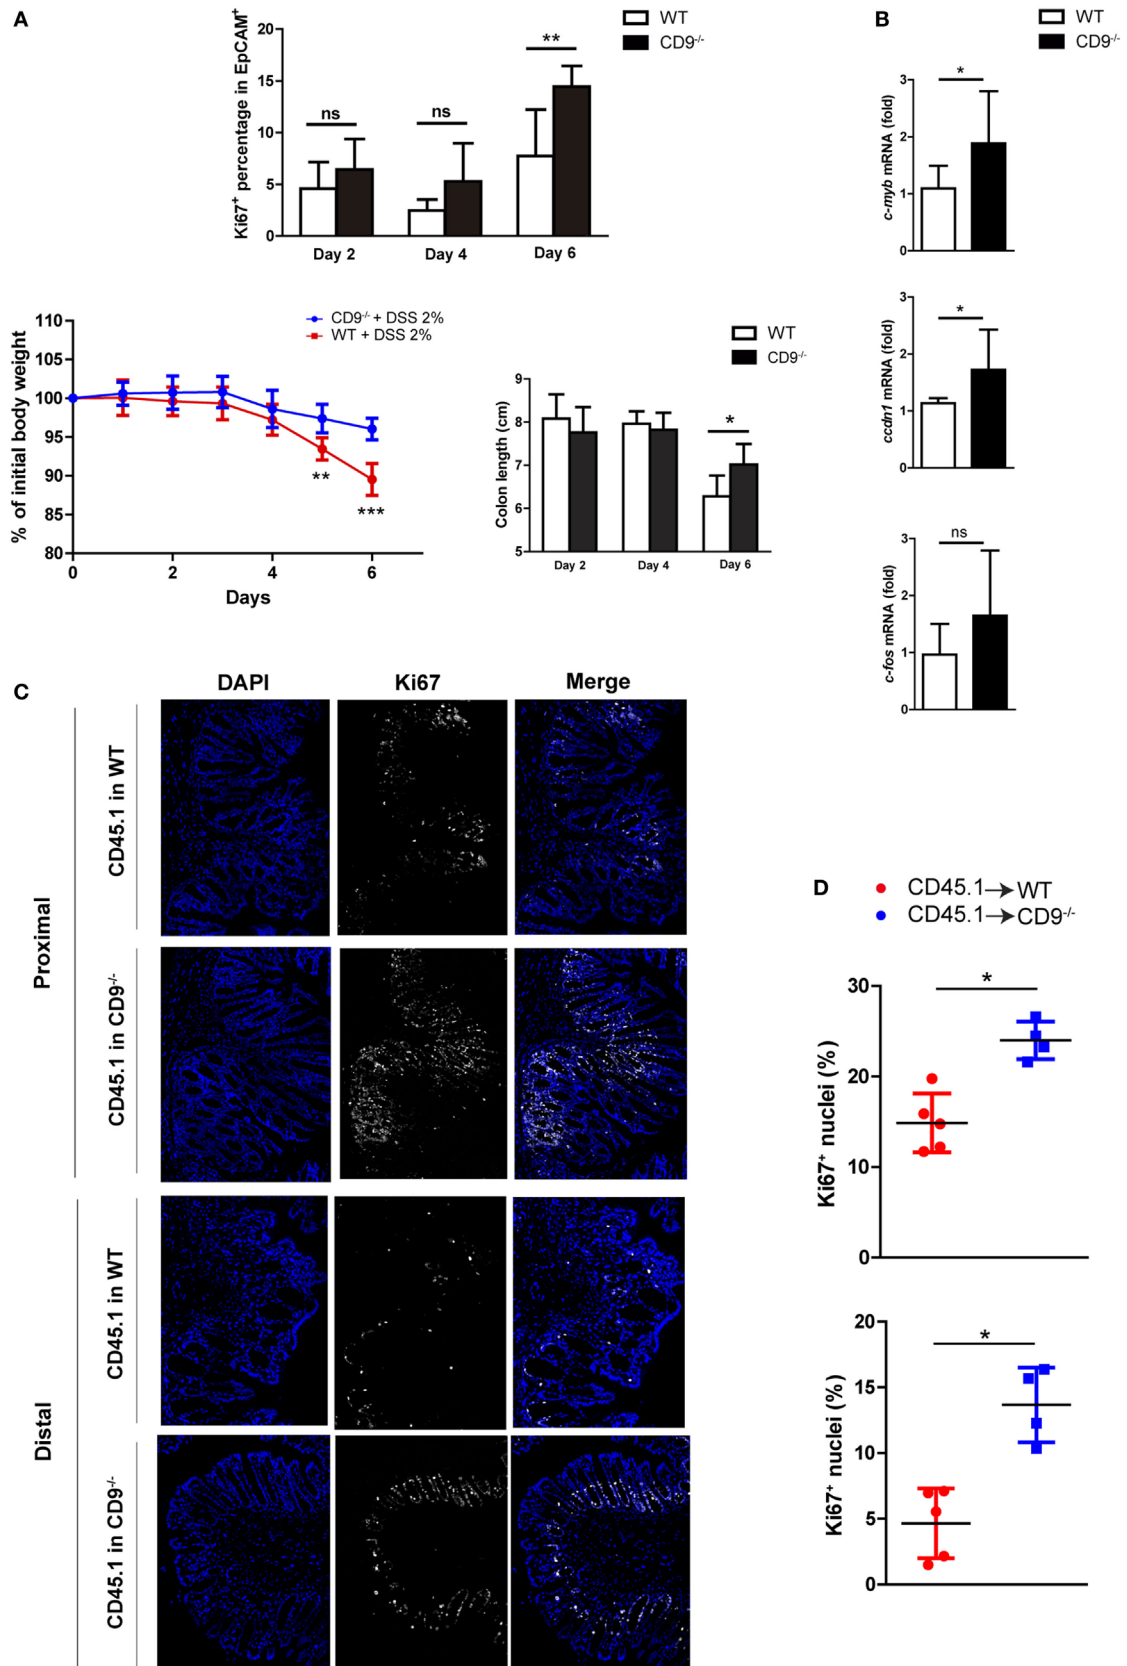 A
WT
CD9-/-
Ki67+ percentage in EpCAM+
20
15
10
5
0
ns
ns
**
Day 2
Day 4
Day 6
% of initial body weight
110
105
100
95
90
85
80
CD9-/- + DSS 2%
WT + DSS 2%
**
***
0
2
4
6
Days
WT
CD9-/-
Colon length (cm)
9
8
7
6
5
*
Day 2
Day 4
Day 6
B
WT
CD9-/-
c-myb mRNA (fold)
3
2
1
0
*
ccdn1 mRNA (fold)
3
2
1
0
*
c-fos mRNA (fold)
3
2
1
0
ns
C
DAPI
Ki67
Merge
Proximal
CD45.1 in WT
CD45.1 in CD9-/-
Distal
CD45.1 in WT
CD45.1 in CD9-/-
D
CD45.1→WT
CD45.1→CD9-/-
Ki67+ nuclei (%)
30
20
10
0
*
Ki67+ nuclei (%)
20
15
10
5
0
*